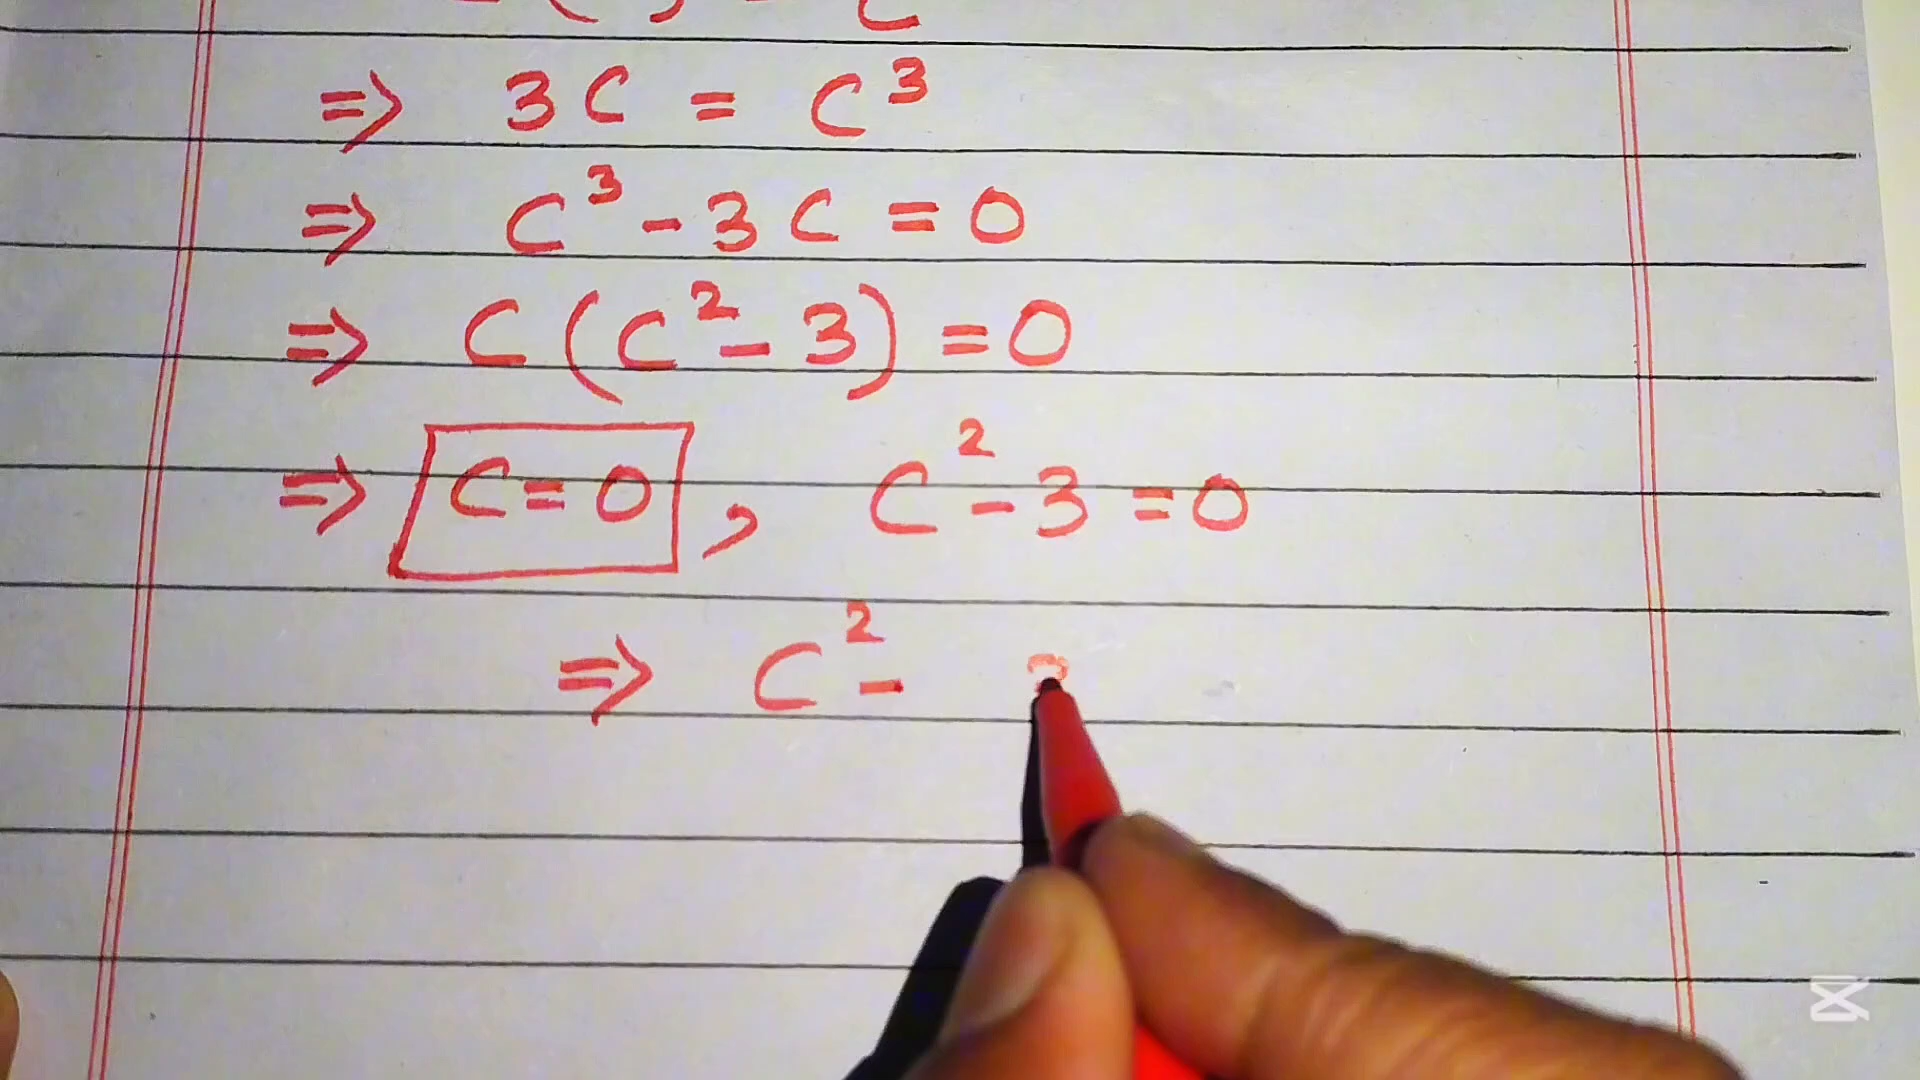 => 3C = C³
=> C³ - 3C = 0
=> C(C² - 3) = 0
=> C = 0, C² - 3 = 0
=> C² -